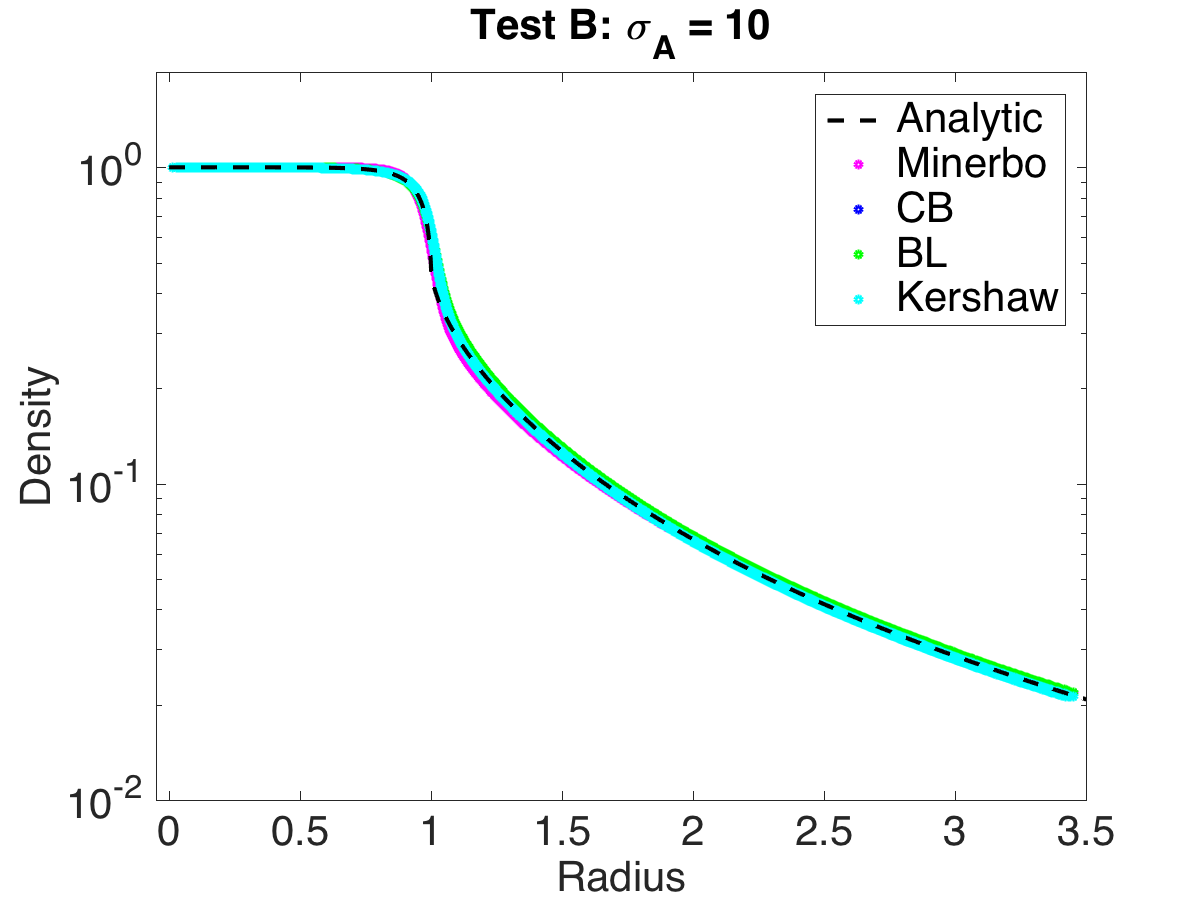 Test B: σ_A = 10
Analytic
Minerbo
CB
BL
Kershaw
10^0
10^-1
10^-2
Density
0 0.5 1 1.5 2 2.5 3 3.5
Radius